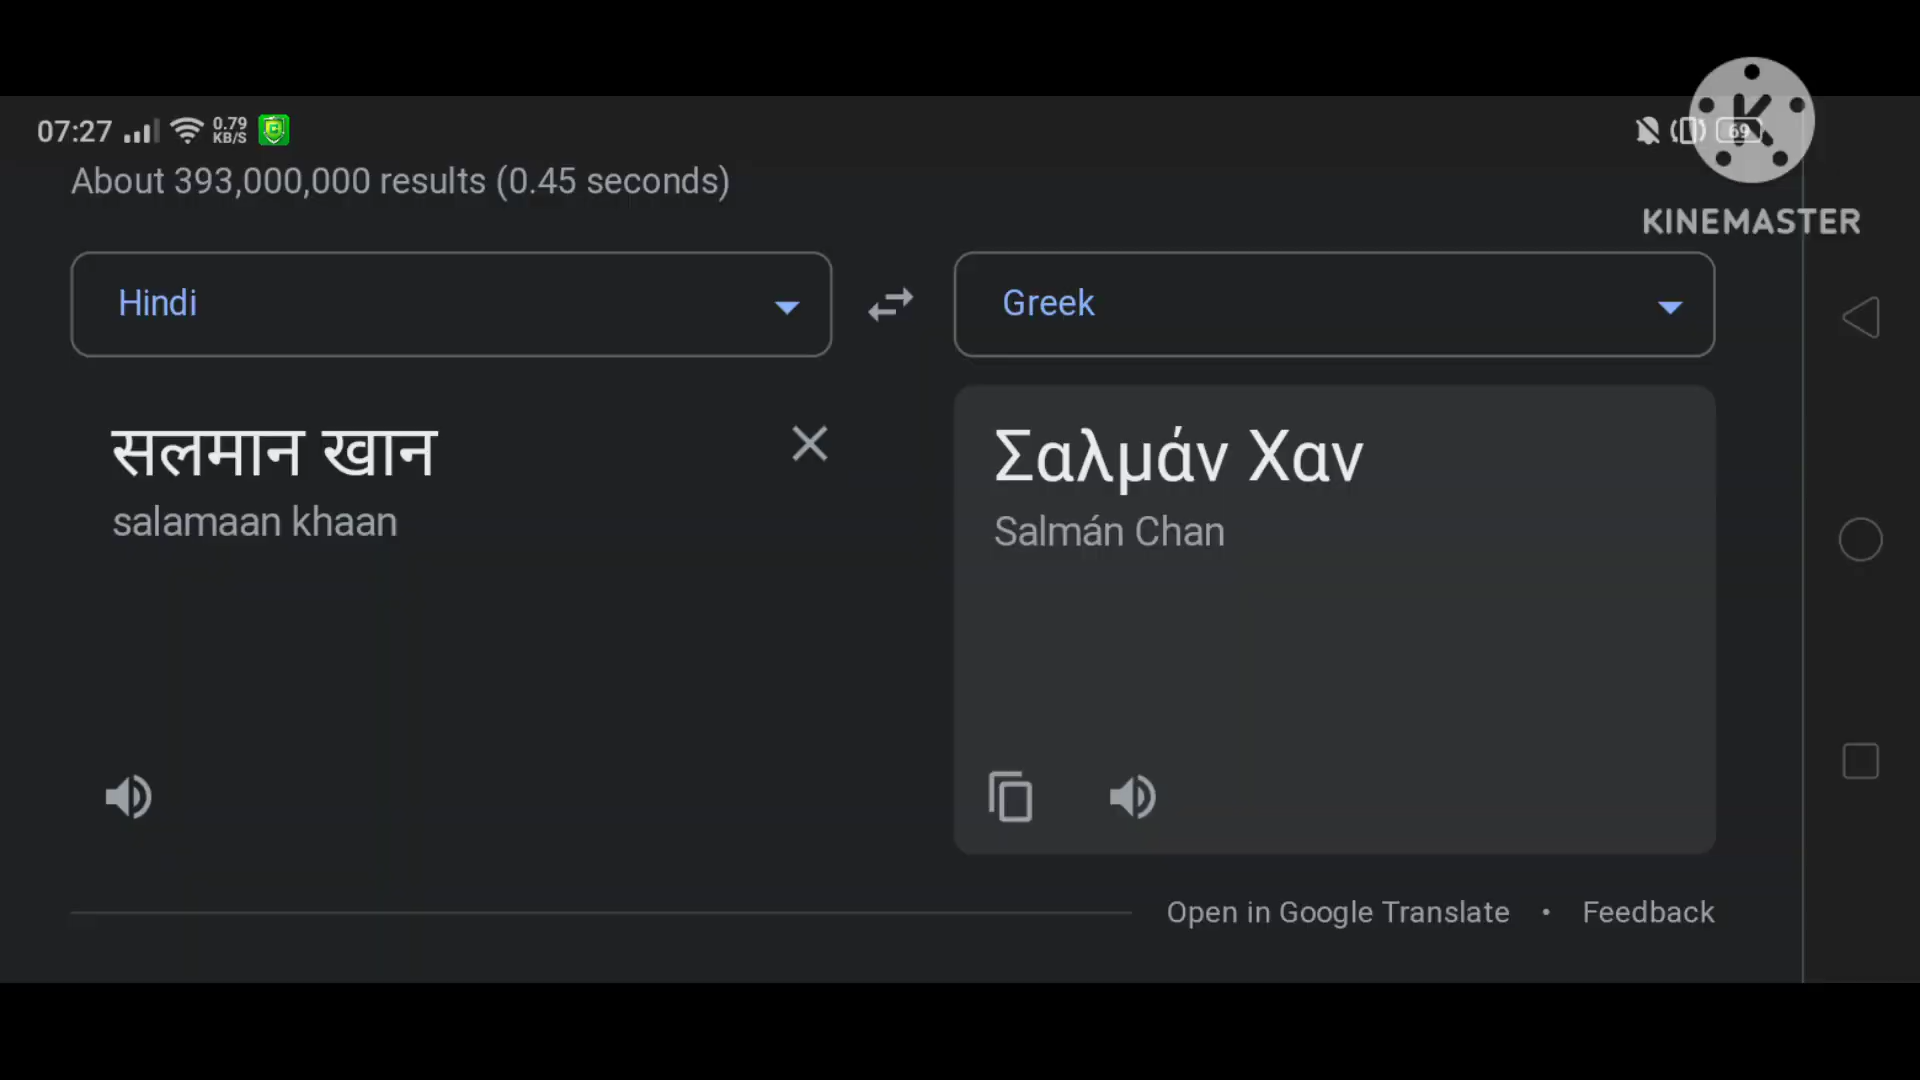 07:27 0.79 KB/S 69
KINEMASTER
About 393,000,000 results (0.45 seconds)
Hindi
Greek
सलमान खान
salamaan khaan
Σαλμάν Χαν
Salmán Chan
Open in Google Translate • Feedback